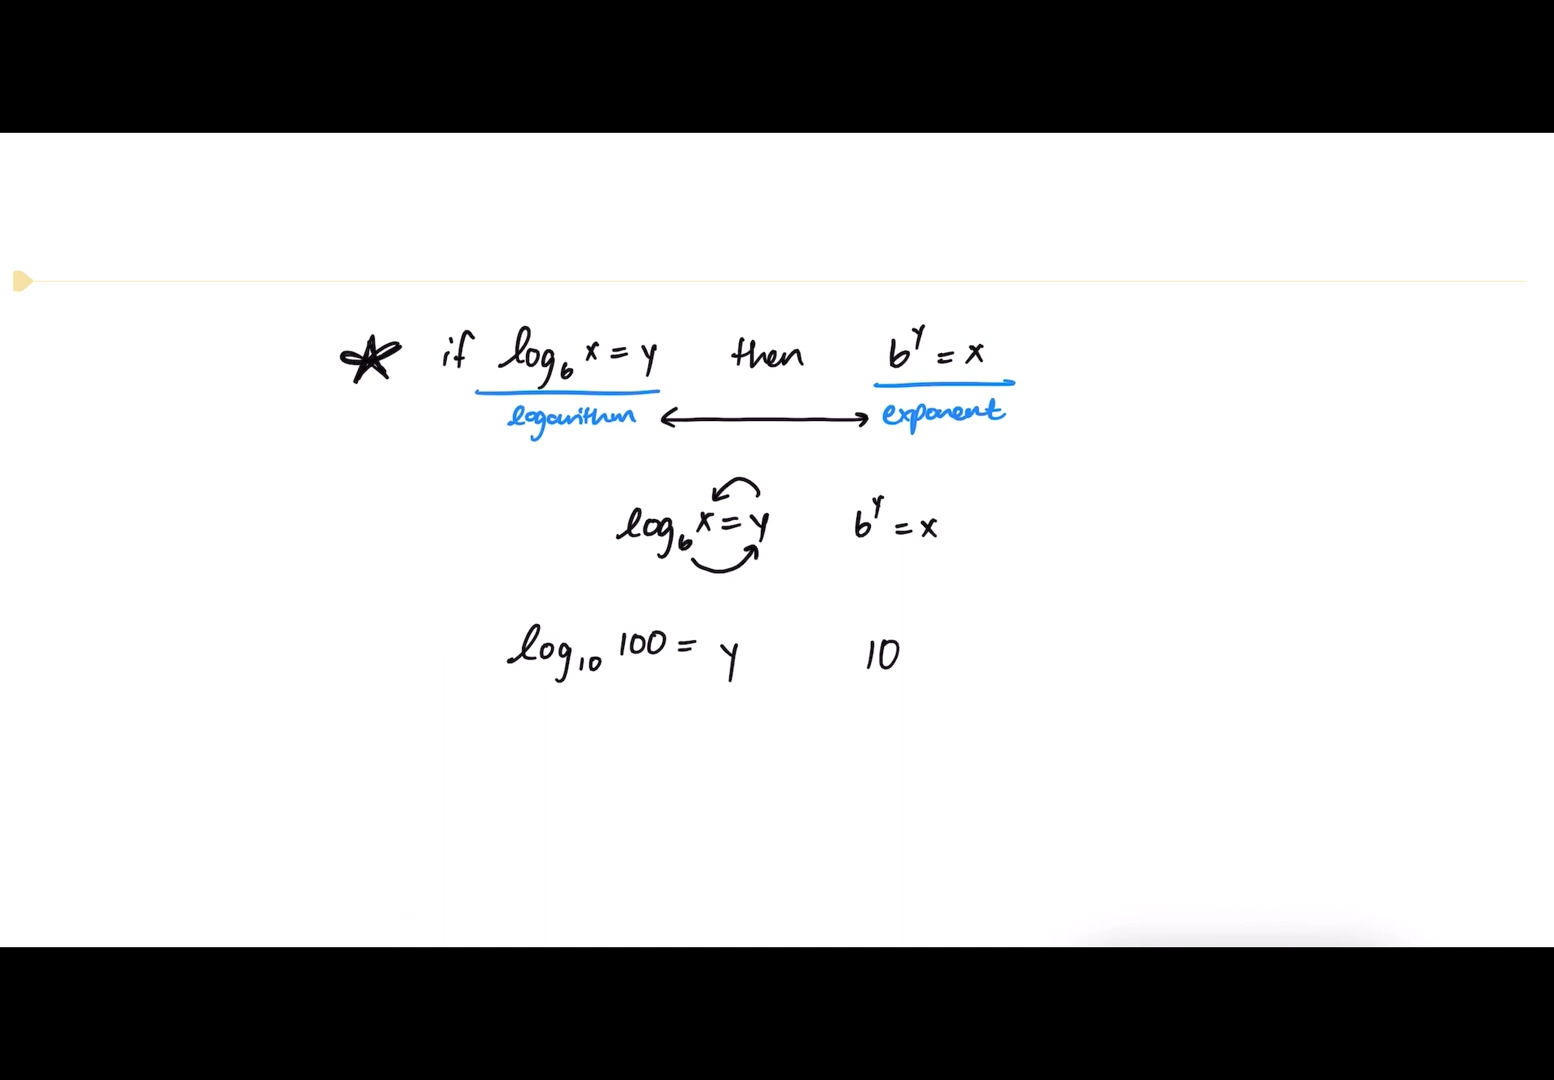 if log_b x = y then b^y = x
logarithm exponent
log_b x = y b^y = x
log_10 100 = y 10